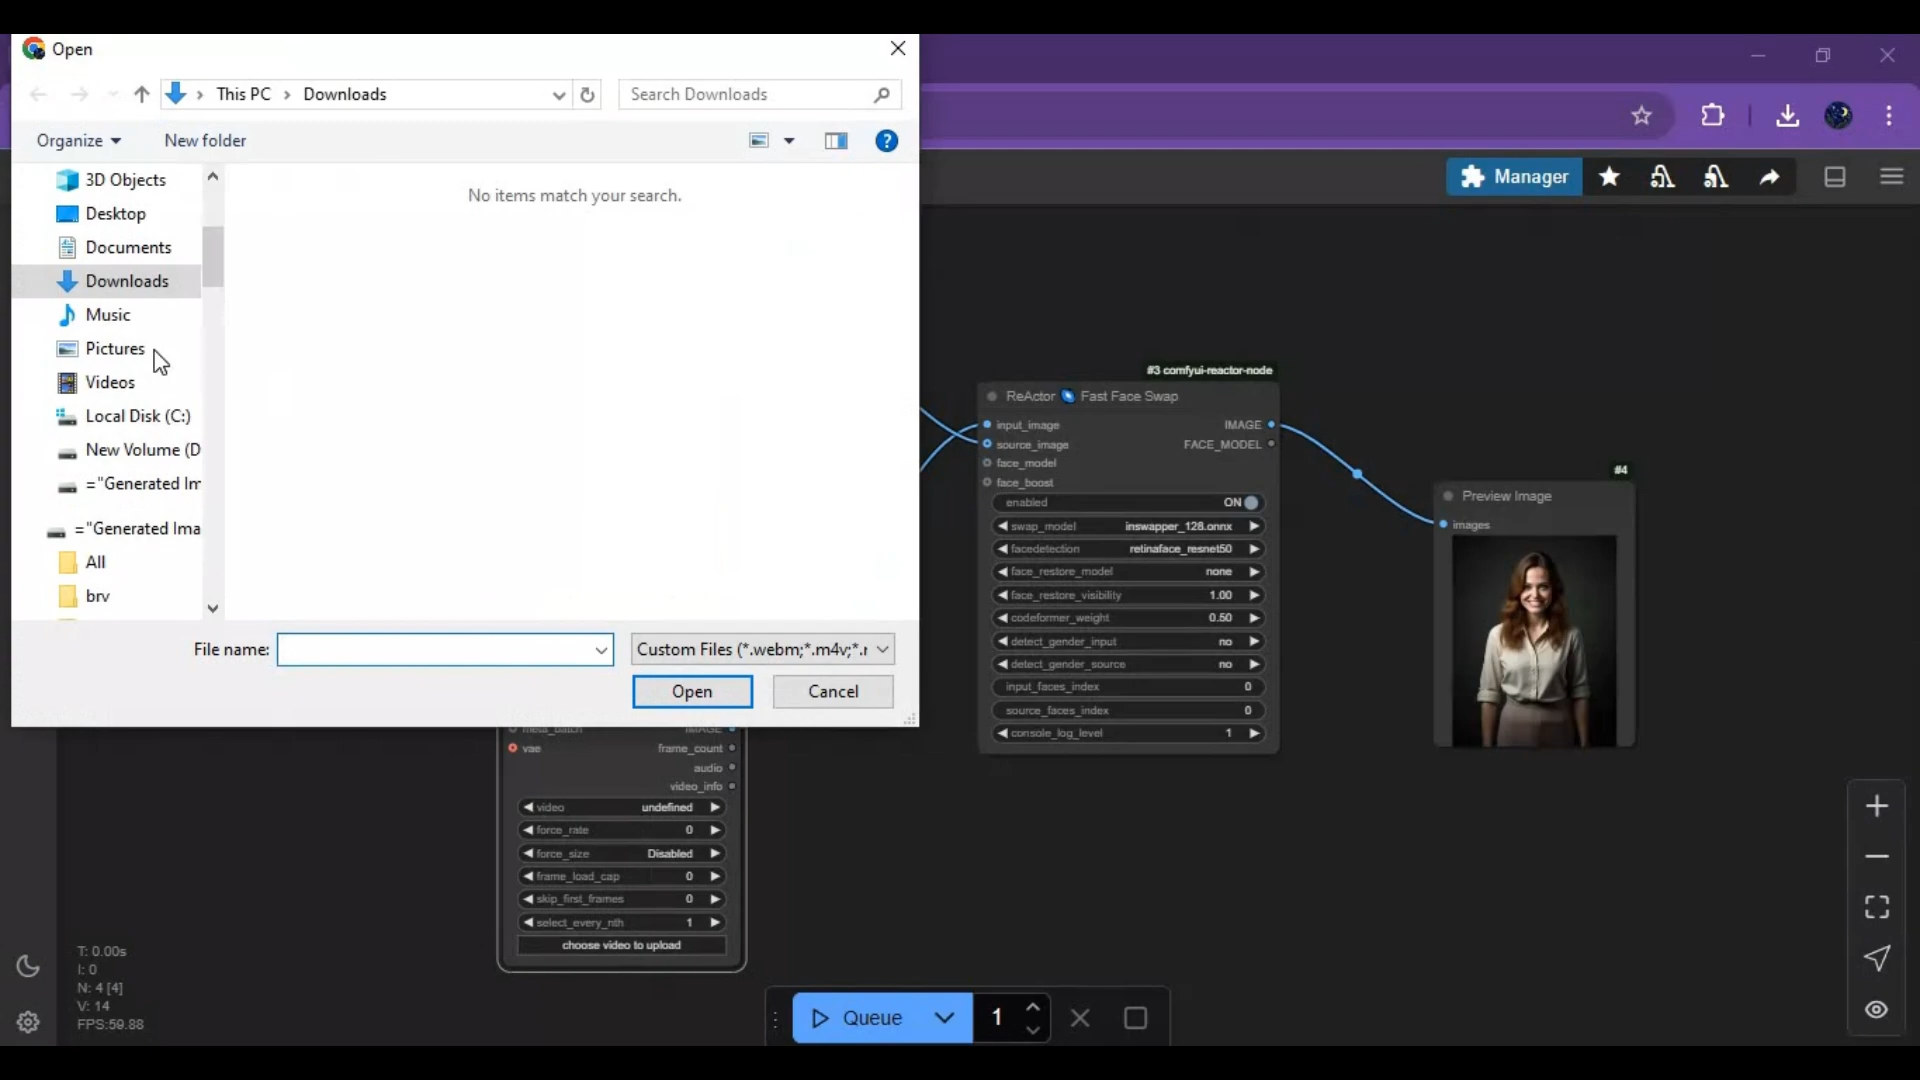 Open
This PC
Downloads
Search Downloads
Organize
New folder
3D Objects
Desktop
Documents
Downloads
Music
Pictures
Videos
Local Disk (C:)
New Volume (D
="Generated Im
="Generated Ima
All
brv
No items match your search.
File name:
Custom Files (*.webm;*.m4v;*.r
Open
Cancel
Manager
#3 comfyui-reactor-node
ReActor Fast Face Swap
input_image IMAGE
source_image FACE_MODEL
face_model
face_boost
enabled ON
swap_model inswapper_128.onnx
facedetection retinaface_resnet50
face_restore_model none
face_restore_visibility 1.00
codeformer_weight 0.50
detect_gender_input no
detect_gender_source no
input_faces_index 0
source_faces_index 0
console_log_level 1
#4
Preview Image
images
meta_batch IMAGE
vae frame_count
audio
video_info
video undefined
force_rate 0
force_size Disabled
frame_load_cap 0
skip_first_frames 0
select_every_nth 1
choose video to upload
T: 0.00s
I: 0
N: 4 [4]
V: 14
FPS:59.88
Queue 1